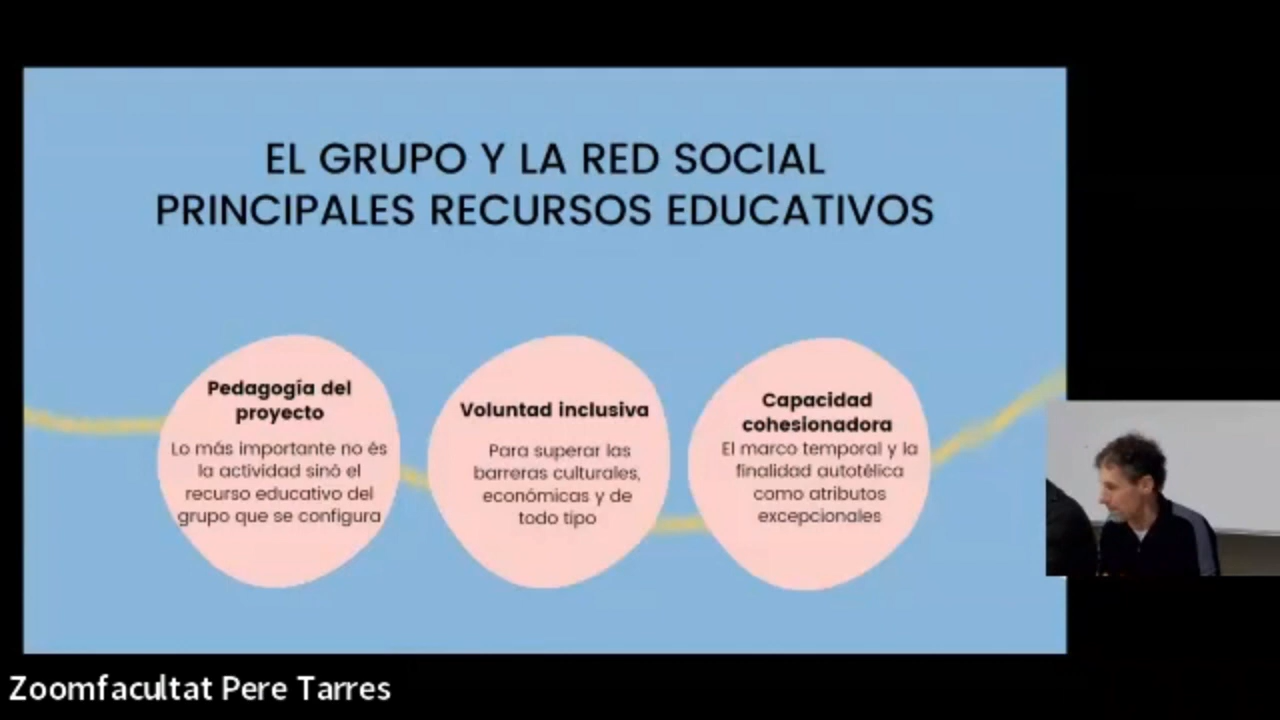 EL GRUPO Y LA RED SOCIAL
PRINCIPALES RECURSOS EDUCATIVOS
Pedagogía del
proyecto
Lo más importante no és
la actividad sinó el
recurso educativo del
grupo que se configura
Voluntad inclusiva
Para superar las
barreras culturales,
económicas y de
todo tipo
Capacidad
cohesionadora
El marco temporal y la
finalidad autotélica
como atributos
excepcionales
Zoomfacultat Pere Tarres